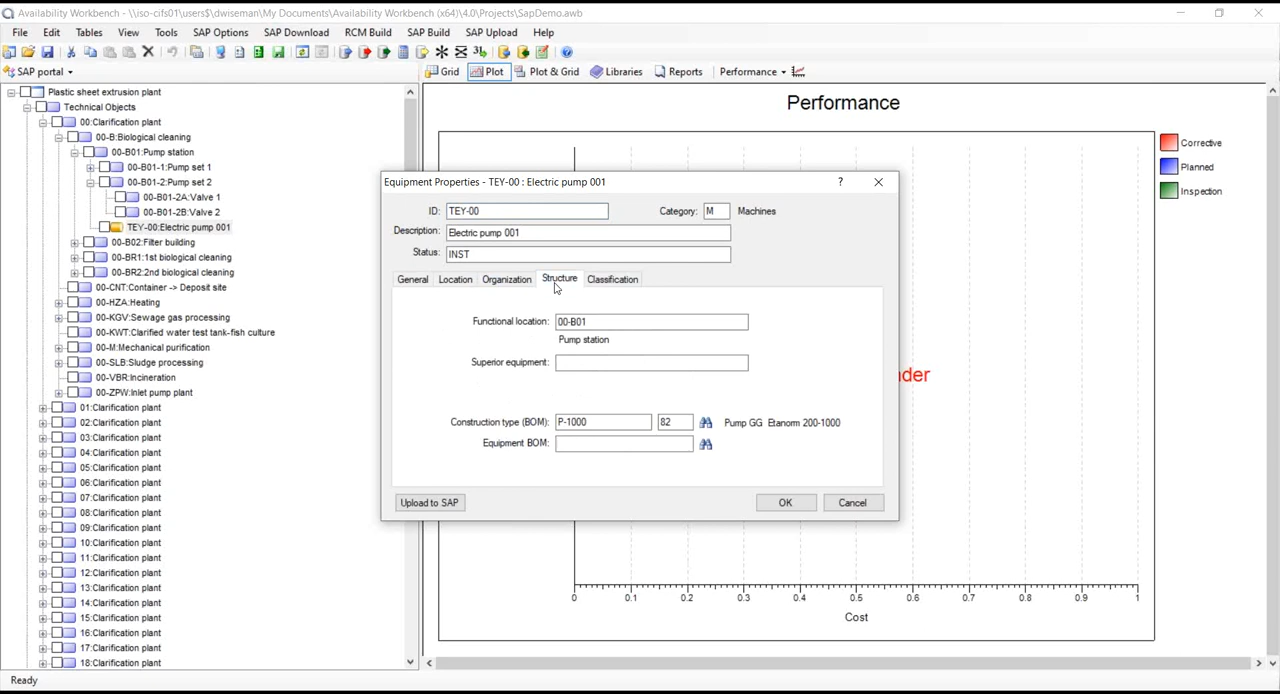 Availability Workbench - \\iso-cifs01\users$\dwiseman\My Documents\Availability Workbench (x64)\4.0\Projects\SapDemo.awb
File Edit Tables View Tools SAP Options SAP Download RCM Build SAP Build SAP Upload Help
SAP portal
Grid Plot Plot & Grid Libraries Reports Performance
Plastic sheet extrusion plant
Technical Objects
00:Clarification plant
00-B:Biological cleaning
00-B01:Pump station
00-B01-1:Pump set 1
00-B01-2:Pump set 2
00-B01-2A:Valve 1
00-B01-2B:Valve 2
TEY-00:Electric pump 001
00-B02:Filter building
00-BR1:1st biological cleaning
00-BR2:2nd biological cleaning
00-CNT:Container -> Deposit site
00-HZA:Heating
00-KGV:Sewage gas processing
00-KWT:Clarified water test tank-fish culture
00-M:Mechanical purification
00-SLB:Sludge processing
00-VBR:Incineration
00-ZPW:Inlet pump plant
01:Clarification plant
02:Clarification plant
03:Clarification plant
04:Clarification plant
05:Clarification plant
06:Clarification plant
07:Clarification plant
08:Clarification plant
09:Clarification plant
10:Clarification plant
11:Clarification plant
12:Clarification plant
13:Clarification plant
14:Clarification plant
15:Clarification plant
16:Clarification plant
17:Clarification plant
18:Clarification plant
Performance
Corrective
Planned
Inspection
Equipment Properties - TEY-00 : Electric pump 001
ID: TEY-00 Category: M Machines
Description: Electric pump 001
Status: INST
General Location Organization Structure Classification
Functional location: 00-B01
Pump station
Superior equipment:
Construction type (BOM): P-1000 82 Pump GG Etanorm 200-1000
Equipment BOM:
Upload to SAP OK Cancel
nder
0 0.1 0.2 0.3 0.4 0.5 0.6 0.7 0.8 0.9 1
Cost
Ready